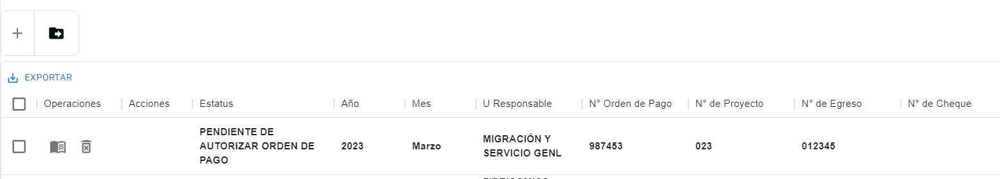 EXPORTAR
Operaciones Acciones Estatus Año Mes U Responsable N° Orden de Pago N° de Proyecto N° de Egreso N° de Cheque
PENDIENTE DE
AUTORIZAR ORDEN DE
PAGO
2023
Marzo
MIGRACIÓN Y
SERVICIO GENL
987453
023
012345